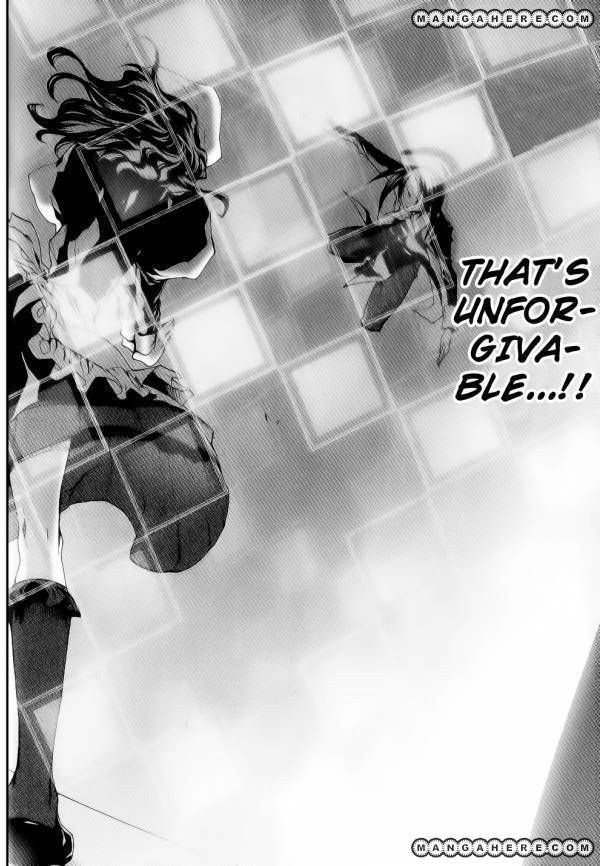 MANGAHERE.COM
THAT'S
UNFOR-
GIVA-
BLE...!!
MANGAHERE.COM